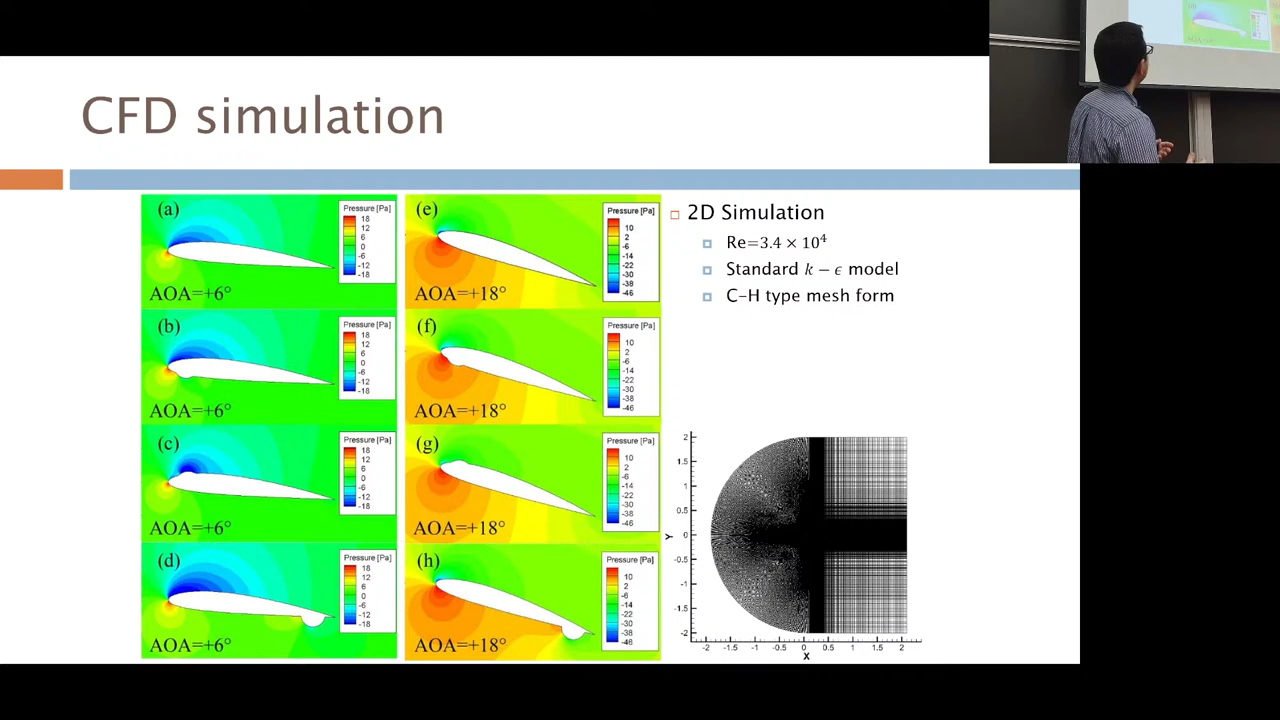 CFD simulation
(a)
Pressure [Pa]
18
12
6
0
-6
-12
-18
AOA=+6°
(b)
Pressure [Pa]
18
12
6
0
-6
-12
-18
AOA=+6°
(c)
Pressure [Pa]
18
12
6
0
-6
-12
-18
AOA=+6°
(d)
Pressure [Pa]
18
12
6
0
-6
-12
-18
AOA=+6°
(e)
Pressure [Pa]
10
2
-6
-14
-22
-30
-38
-46
AOA=+18°
(f)
Pressure [Pa]
10
2
-6
-14
-22
-30
-38
-46
AOA=+18°
(g)
Pressure [Pa]
10
2
-6
-14
-22
-30
-38
-46
AOA=+18°
(h)
Pressure [Pa]
10
2
-6
-14
-22
-30
-38
-46
AOA=+18°
2D Simulation
Re=3.4 × 10⁴
Standard k − ϵ model
C-H type mesh form
2
1.5
1
0.5
0
-0.5
-1
-1.5
-2
Y
-2 -1.5 -1 -0.5 0 0.5 1 1.5 2
X